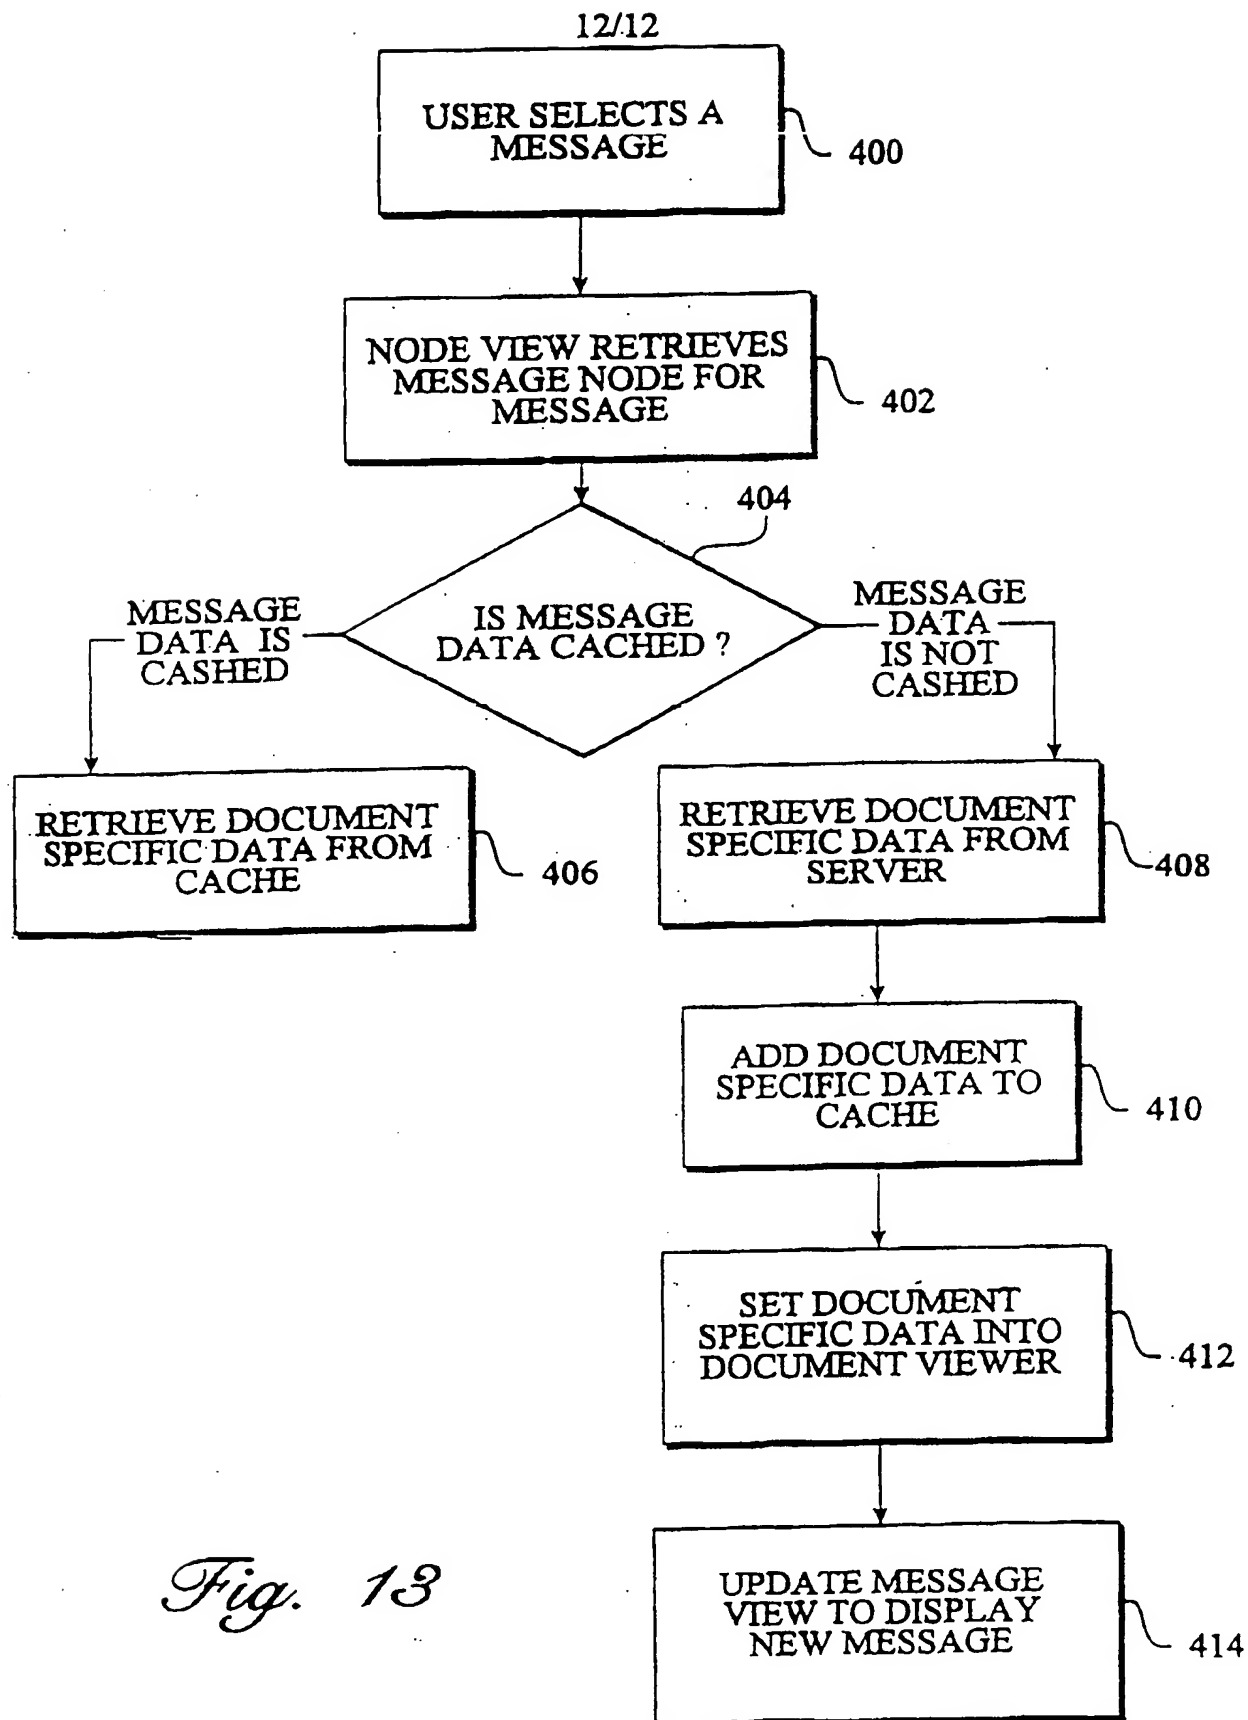 12/12
USER SELECTS A
MESSAGE
400
NODE VIEW RETRIEVES
MESSAGE NODE FOR
MESSAGE
402
404
IS MESSAGE
DATA CACHED ?
MESSAGE
DATA IS
CASHED
MESSAGE
DATA
IS NOT
CASHED
RETRIEVE DOCUMENT
SPECIFIC DATA FROM
CACHE
406
RETRIEVE DOCUMENT
SPECIFIC DATA FROM
SERVER
408
ADD DOCUMENT
SPECIFIC DATA TO
CACHE
410
SET DOCUMENT
SPECIFIC DATA INTO
DOCUMENT VIEWER
412
UPDATE MESSAGE
VIEW TO DISPLAY
NEW MESSAGE
414
Fig. 13